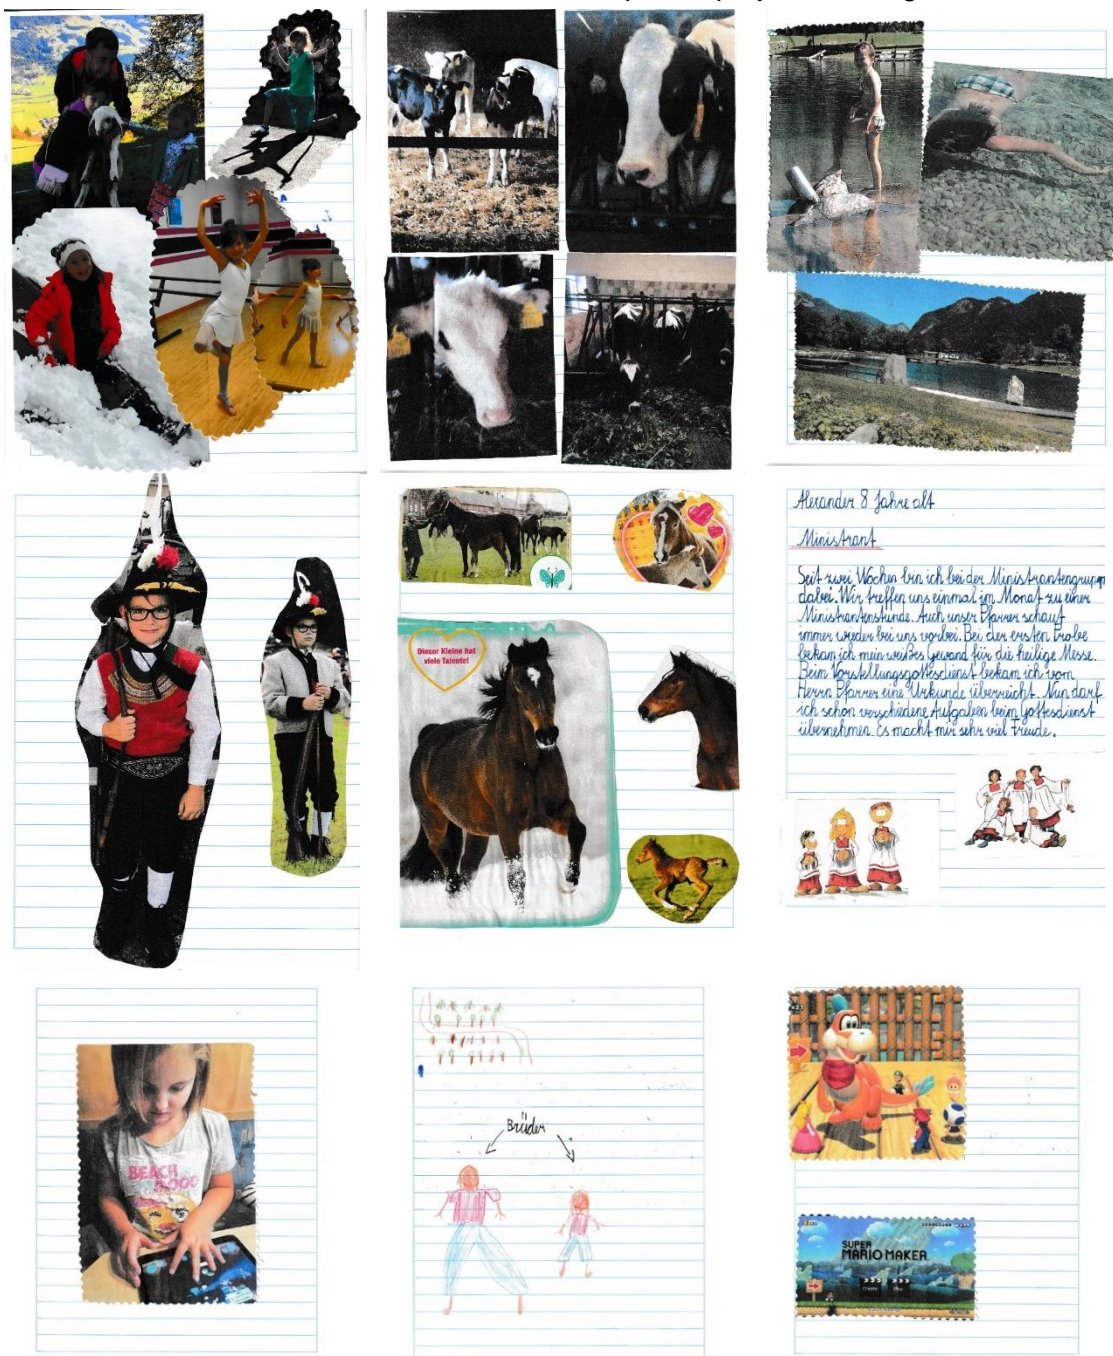 Alexander 8 Jahre alt
Ministrant
Seit zwei Wochen bin ich bei der Ministrantengruppe
dabei. Wir treffen uns einmal im Monat zu einer
Ministrantenstunde. Auch unser Pfarrer schaut
immer wieder bei uns vorbei. Bei der ersten Probe
bekam ich mein weißes Gewand für die heilige Messe.
Beim Vorstellungsgottesdienst bekam ich vom
Herrn Pfarrer eine Urkunde überreicht. Nun darf
ich schon verschiedene Aufgaben beim Gottesdienst
übernehmen. Es macht mir sehr viel Freude.
Dieser Kleine hat
viele Talente!
BEACH
Brüder
SUPER
MARIO MAKER
Create
Play